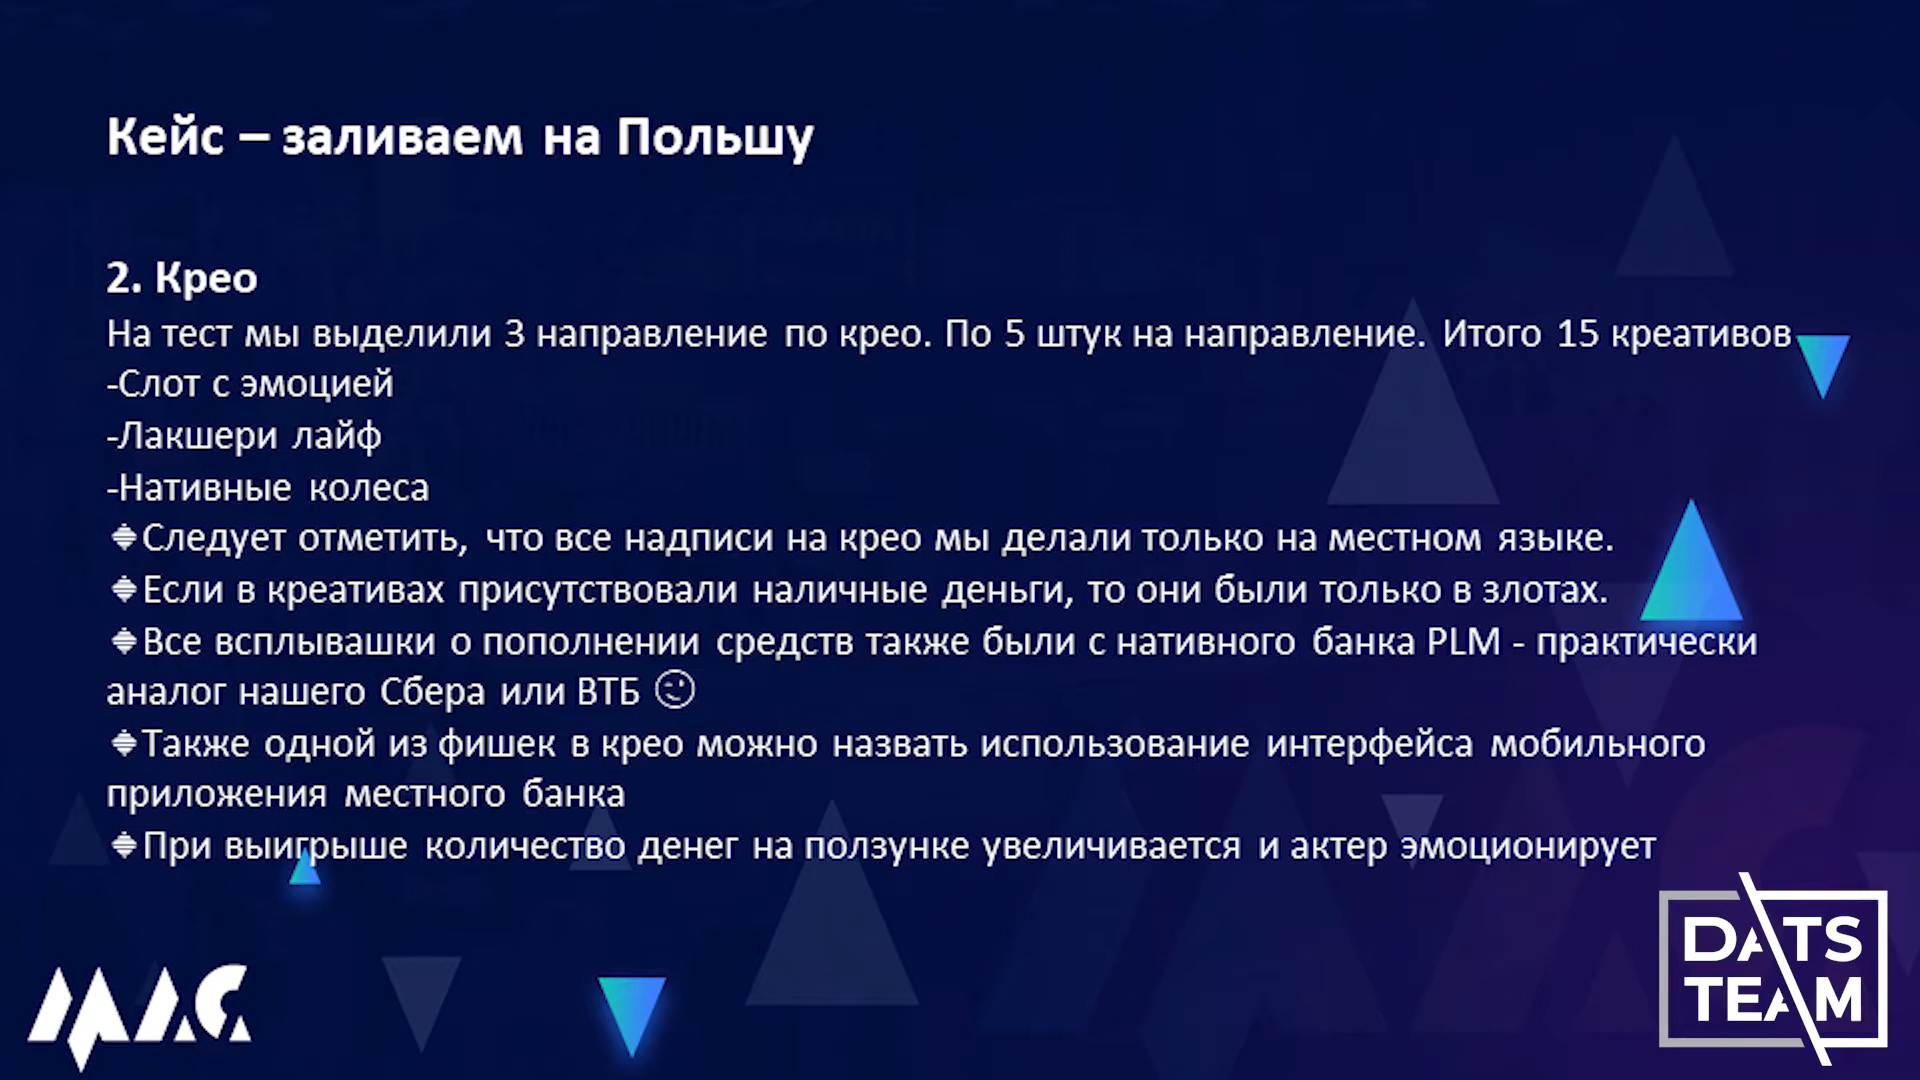 Кейс – заливаем на Польшу
2. Крео
На тест мы выделили 3 направление по крео. По 5 штук на направление. Итого 15 креативов
-Слот с эмоцией
-Лакшери лайф
-Нативные колеса
Следует отметить, что все надписи на крео мы делали только на местном языке.
Если в креативах присутствовали наличные деньги, то они были только в злотах.
Все всплывашки о пополнении средств также были с нативного банка PLM - практически
аналог нашего Сбера или ВТБ 😉
Также одной из фишек в крео можно назвать использование интерфейса мобильного
приложения местного банка
При выигрыше количество денег на ползунке увеличивается и актер эмоционирует
МАС
DATS
TEAM